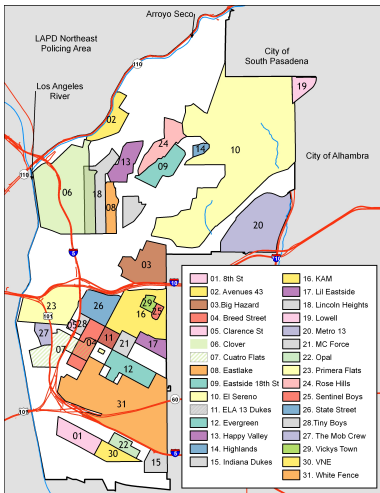 Arroyo Seco
LAPD Northeast
Policing Area
City of
South Pasadena
110
Los Angeles
River
19
02
24
13
14
10
09
City of Alhambra
110
06
18
08
20
5
10
03
10
23
26
16
29
25
101
05
28
27
04
11
21
17
07
12
31
60
101
01
22
30
15
5
01. 8th St
02. Avenues 43
03.Big Hazard
04. Breed Street
05. Clarence St
06. Clover
07. Cuatro Flats
08. Eastlake
09. Eastside 18th St
10. El Sereno
11. ELA 13 Dukes
12. Evergreen
13. Happy Valley
14. Highlands
15. Indiana Dukes
16. KAM
17. Lil Eastside
18. Lincoln Heights
19. Lowell
20. Metro 13
21. MC Force
22. Opal
23. Primera Flats
24. Rose Hills
25. Sentinel Boys
26. State Street
28.Tiny Boys
27. The Mob Crew
29. Vickys Town
30. VNE
31. White Fence